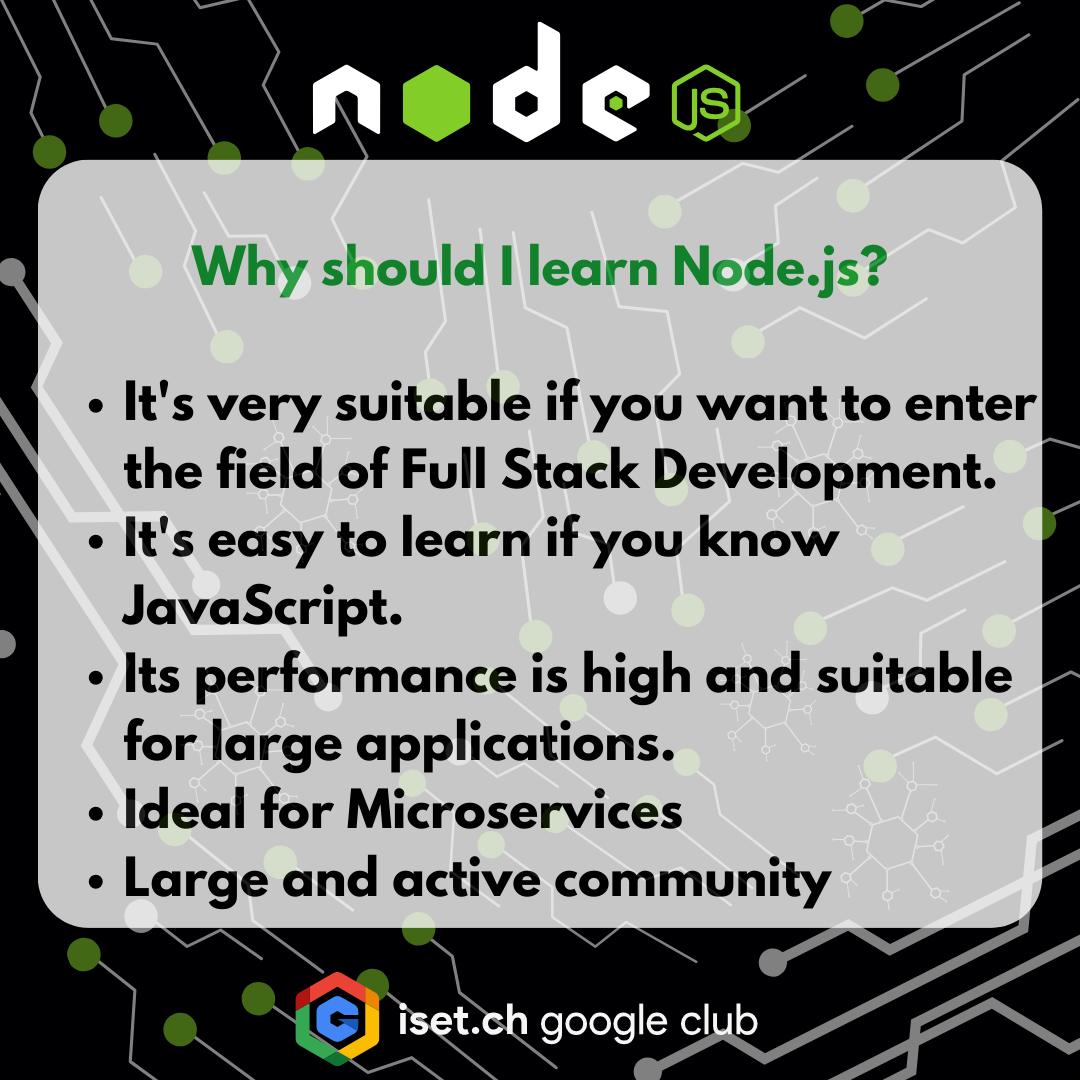 node JS
Why should I learn Node.js?
• It's very suitable if you want to enter
the field of Full Stack Development.
• It's easy to learn if you know
JavaScript.
• Its performance is high and suitable
for large applications.
• Ideal for Microservices
• Large and active community
G iset.ch google club